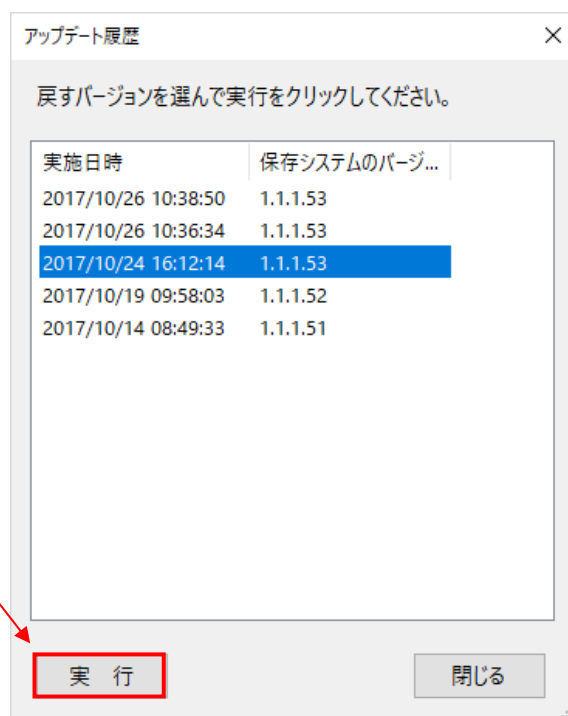 アップデート履歴
戻すバージョンを選んで実行をクリックしてください。
実施日時 保存システムのバージ...
2017/10/26 10:38:50 1.1.1.53
2017/10/26 10:36:34 1.1.1.53
2017/10/24 16:12:14 1.1.1.53
2017/10/19 09:58:03 1.1.1.52
2017/10/14 08:49:33 1.1.1.51
実 行 閉じる